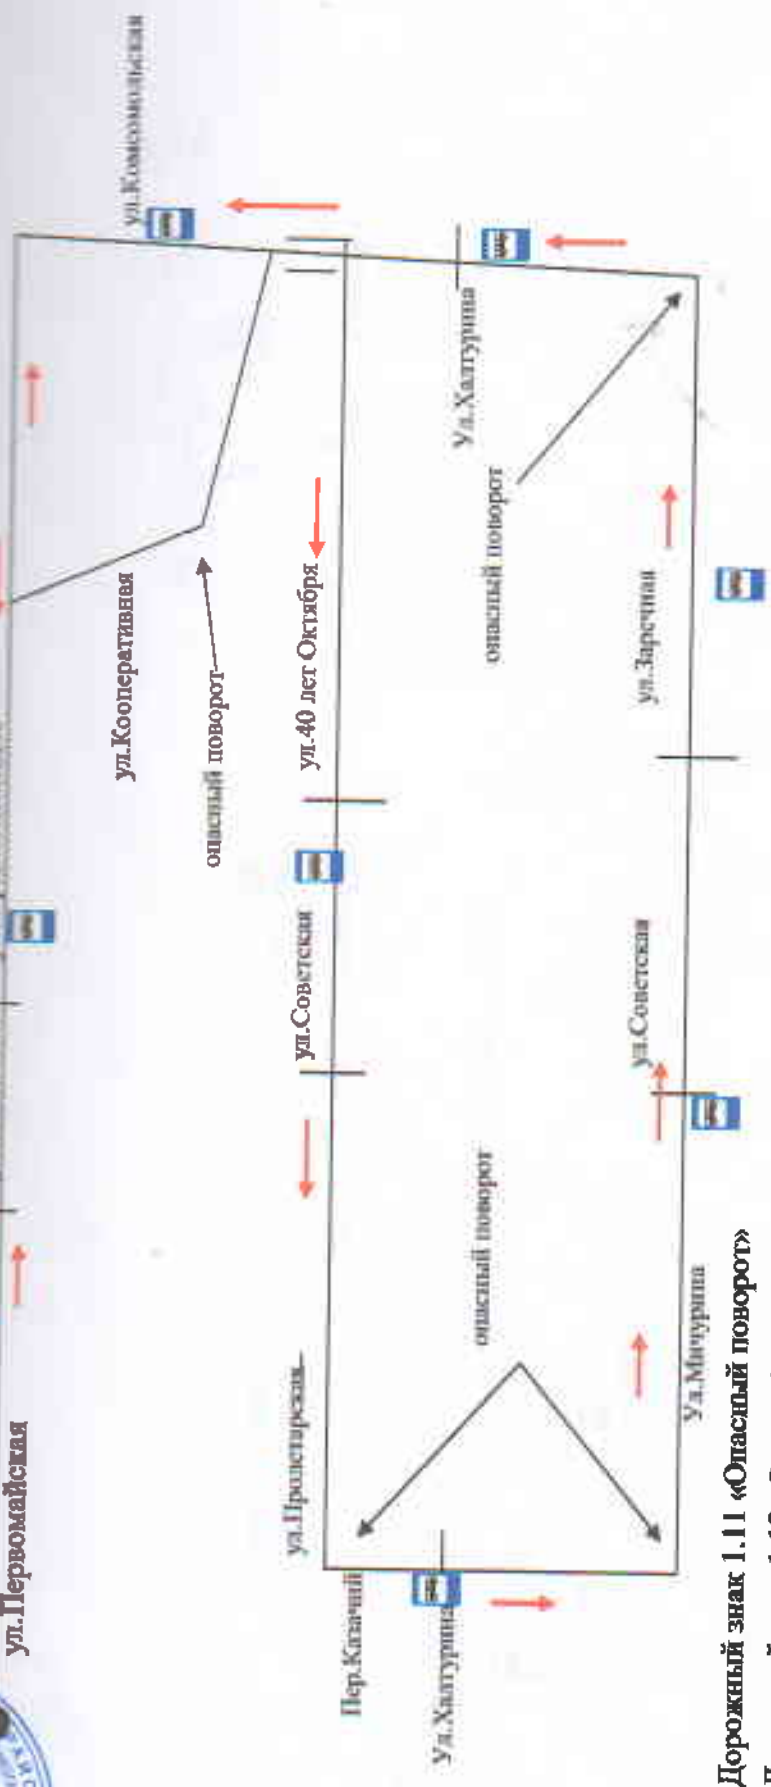 ул.Первомайская
ул.Комсомольская
ул.Кооперативная
опасный поворот
ул.40 лет Октября
ул.Советская
ул.Пролетарская
Пер.Казачий
Ул.Халтурина
Ул.Халтурина
опасный поворот
опасный поворот
ул.Заречная
ул.Советская
Ул.Мичурина
Дорожный знак 1.11 «Опасный поворот»